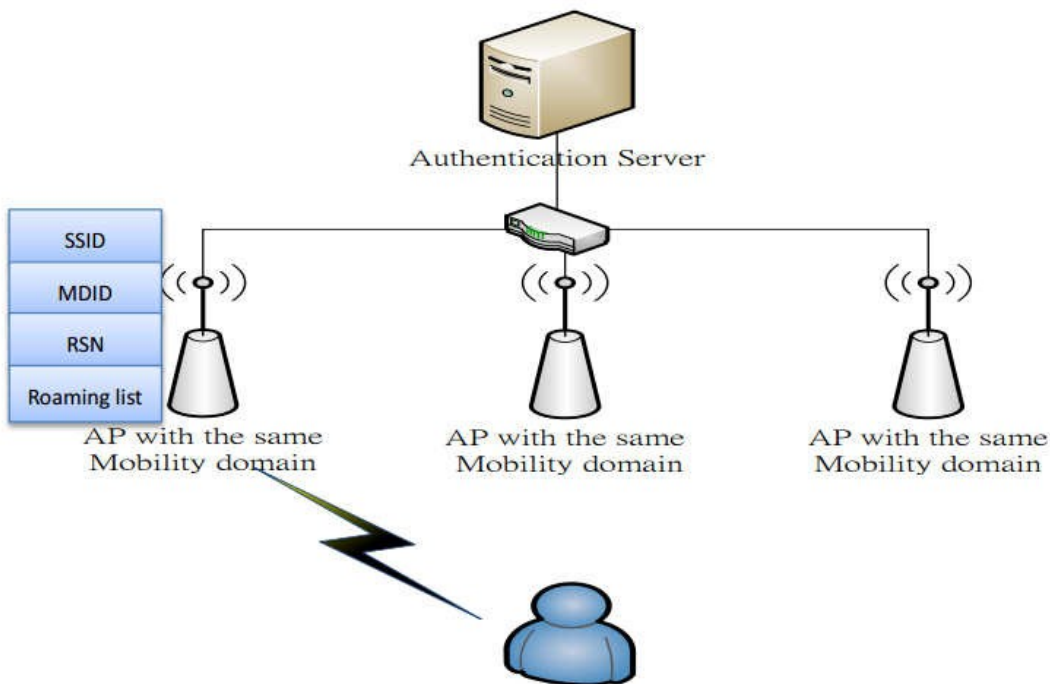 Authentication Server
SSID
MDID
RSN
Roaming list
AP with the same
Mobility domain
AP with the same
Mobility domain
AP with the same
Mobility domain